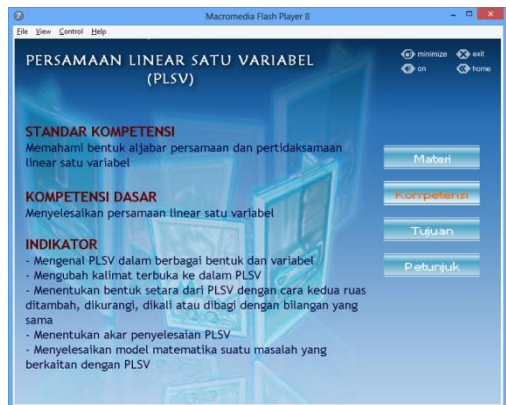 Macromedia Flash Player 8
File View Control Help
PERSAMAAN LINEAR SATU VARIABEL
(PLSV)
minimize exit
on home
STANDAR KOMPETENSI
Memahami bentuk aljabar persamaan dan pertidaksamaan
linear satu variabel
KOMPETENSI DASAR
Menyelesaikan persamaan linear satu variabel
INDIKATOR
- Mengenal PLSV dalam berbagai bentuk dan variabel
- Mengubah kalimat terbuka ke dalam PLSV
- Menentukan bentuk setara dari PLSV dengan cara kedua ruas
ditambah, dikurangi, dikali atau dibagi dengan bilangan yang
sama
- Menentukan akar penyelesaian PLSV
- Menyelesaikan model matematika suatu masalah yang
berkaitan dengan PLSV
Materi
Kompetensi
Tujuan
Petunjuk